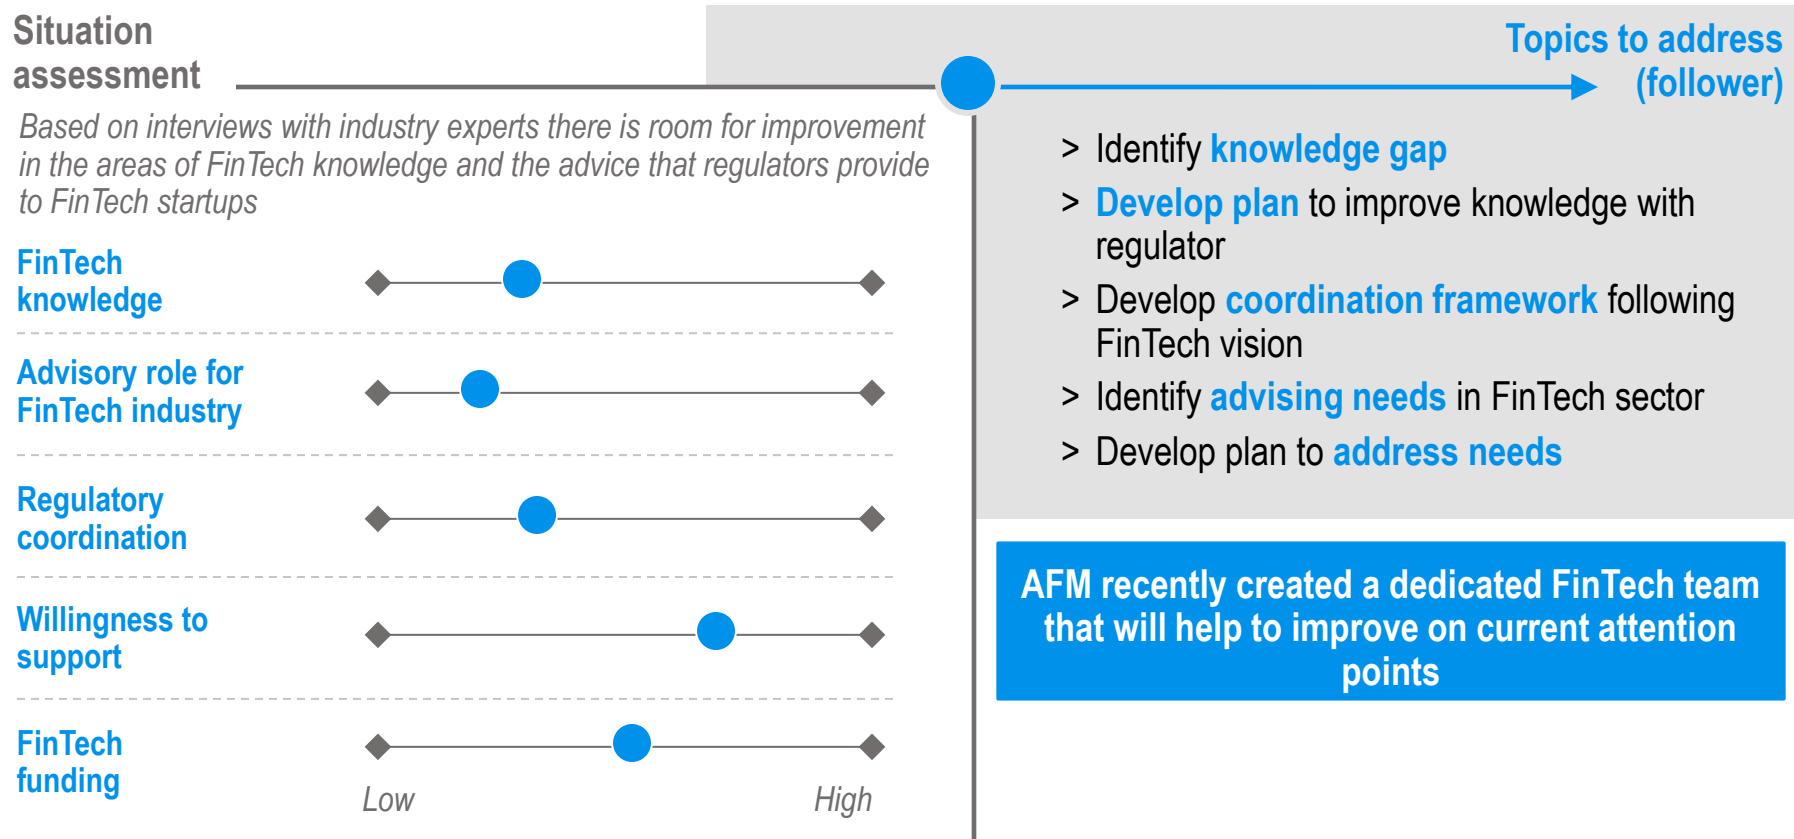 Situation
assessment
Based on interviews with industry experts there is room for improvement
in the areas of FinTech knowledge and the advice that regulators provide
to FinTech startups
FinTech
knowledge
Advisory role for
FinTech industry
Regulatory
coordination
Willingness to
support
FinTech
funding
Low
High
Topics to address
(follower)
> Identify knowledge gap
> Develop plan to improve knowledge with
regulator
> Develop coordination framework following
FinTech vision
> Identify advising needs in FinTech sector
> Develop plan to address needs
AFM recently created a dedicated FinTech team
that will help to improve on current attention
points